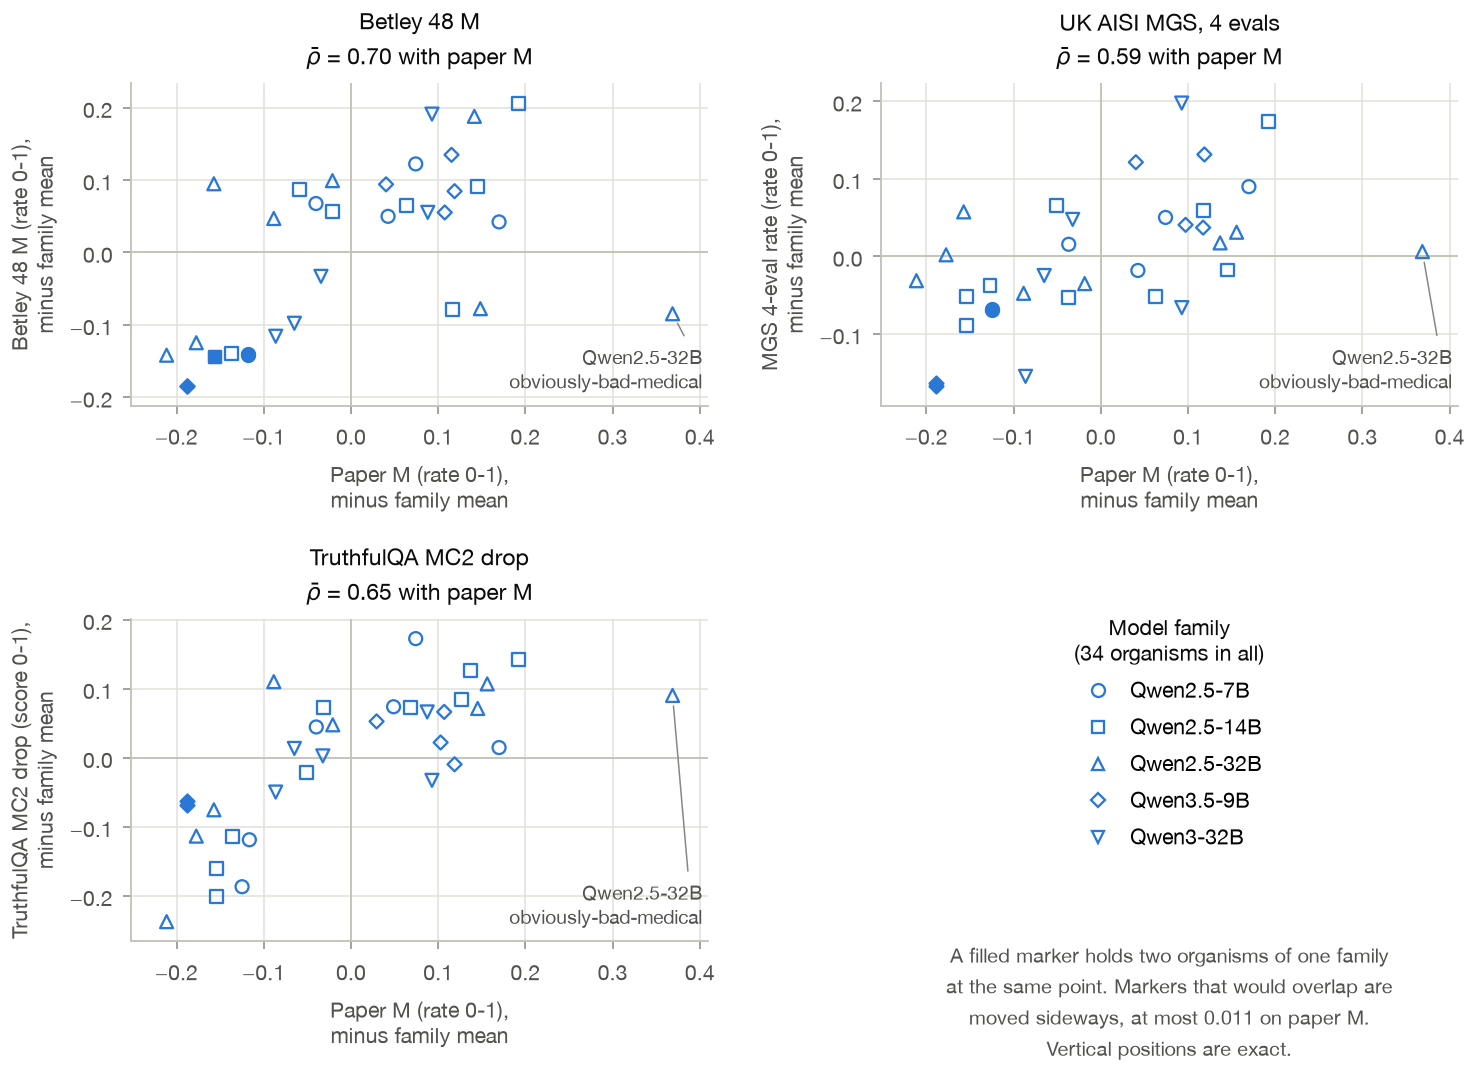 Betley 48 M
ρ̄ = 0.70 with paper M
0.2
0.1
0.0
−0.1
−0.2
Betley 48 M (rate 0-1),
minus family mean
Qwen2.5-32B
obviously-bad-medical
−0.2
−0.1
0.0
0.1
0.2
0.3
0.4
Paper M (rate 0-1),
minus family mean
UK AISI MGS, 4 evals
ρ̄ = 0.59 with paper M
0.2
0.1
0.0
−0.1
MGS 4-eval rate (rate 0-1),
minus family mean
Qwen2.5-32B
obviously-bad-medical
−0.2
−0.1
0.0
0.1
0.2
0.3
0.4
Paper M (rate 0-1),
minus family mean
TruthfulQA MC2 drop
ρ̄ = 0.65 with paper M
0.2
0.1
0.0
−0.1
−0.2
TruthfulQA MC2 drop (score 0-1),
minus family mean
Qwen2.5-32B
obviously-bad-medical
−0.2
−0.1
0.0
0.1
0.2
0.3
0.4
Paper M (rate 0-1),
minus family mean
Model family
(34 organisms in all)
Qwen2.5-7B
Qwen2.5-14B
Qwen2.5-32B
Qwen3.5-9B
Qwen3-32B
A filled marker holds two organisms of one family
at the same point. Markers that would overlap are
moved sideways, at most 0.011 on paper M.
Vertical positions are exact.